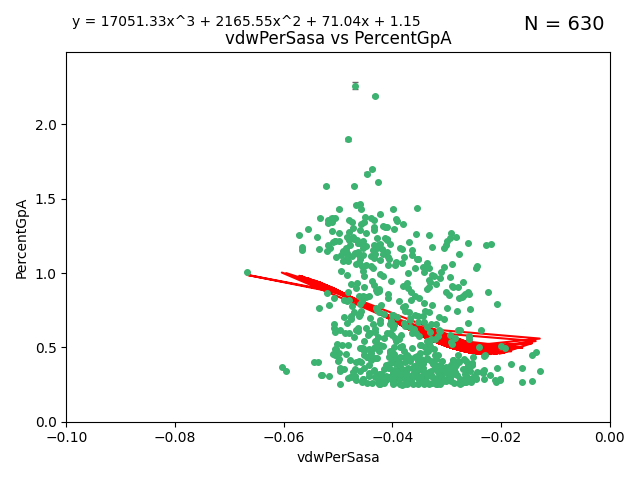 y = 17051.33x^3 + 2165.55x^2 + 71.04x + 1.15
N = 630
vdwPerSasa vs PercentGpA
2.0
1.5
1.0
0.5
0.0
PercentGpA
−0.10 −0.08 −0.06 −0.04 −0.02 0.00
vdwPerSasa